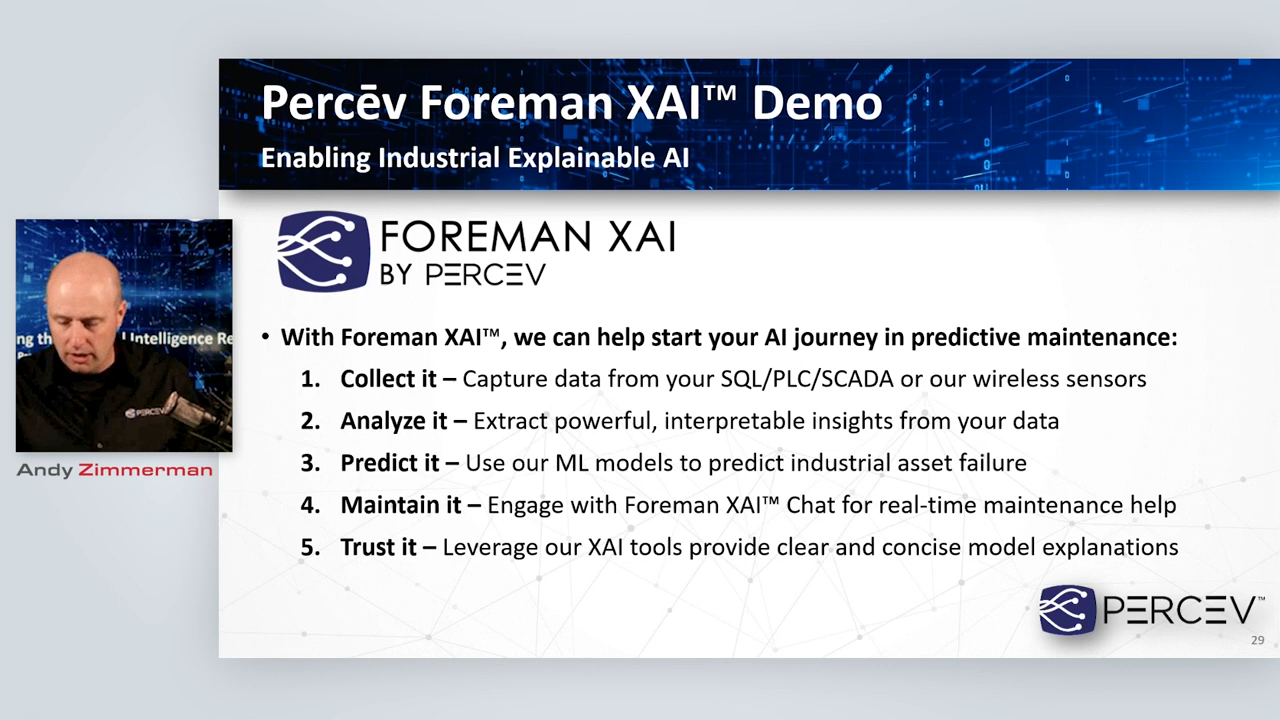 Percēv Foreman XAI™ Demo
Enabling Industrial Explainable AI
FOREMAN XAI
BY PERCEV
• With Foreman XAI™, we can help start your AI journey in predictive maintenance:
1. Collect it – Capture data from your SQL/PLC/SCADA or our wireless sensors
2. Analyze it – Extract powerful, interpretable insights from your data
3. Predict it – Use our ML models to predict industrial asset failure
4. Maintain it – Engage with Foreman XAI™ Chat for real-time maintenance help
5. Trust it – Leverage our XAI tools provide clear and concise model explanations
PERCEV™
29
Intelligence Re
PERCEV
Andy Zimmerman